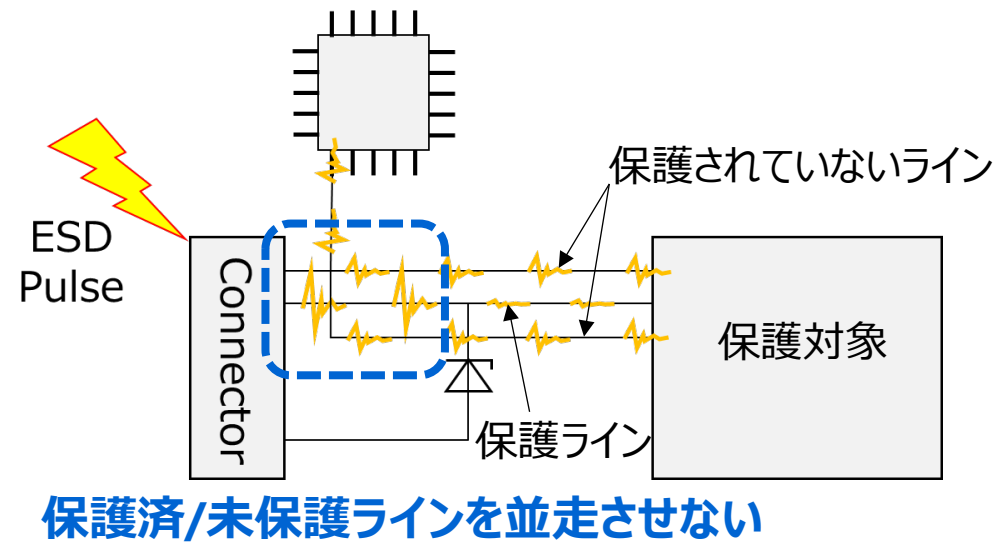 保護されていないライン
ESD
Pulse
Connector
保護対象
保護ライン
保護済/未保護ラインを並走させない